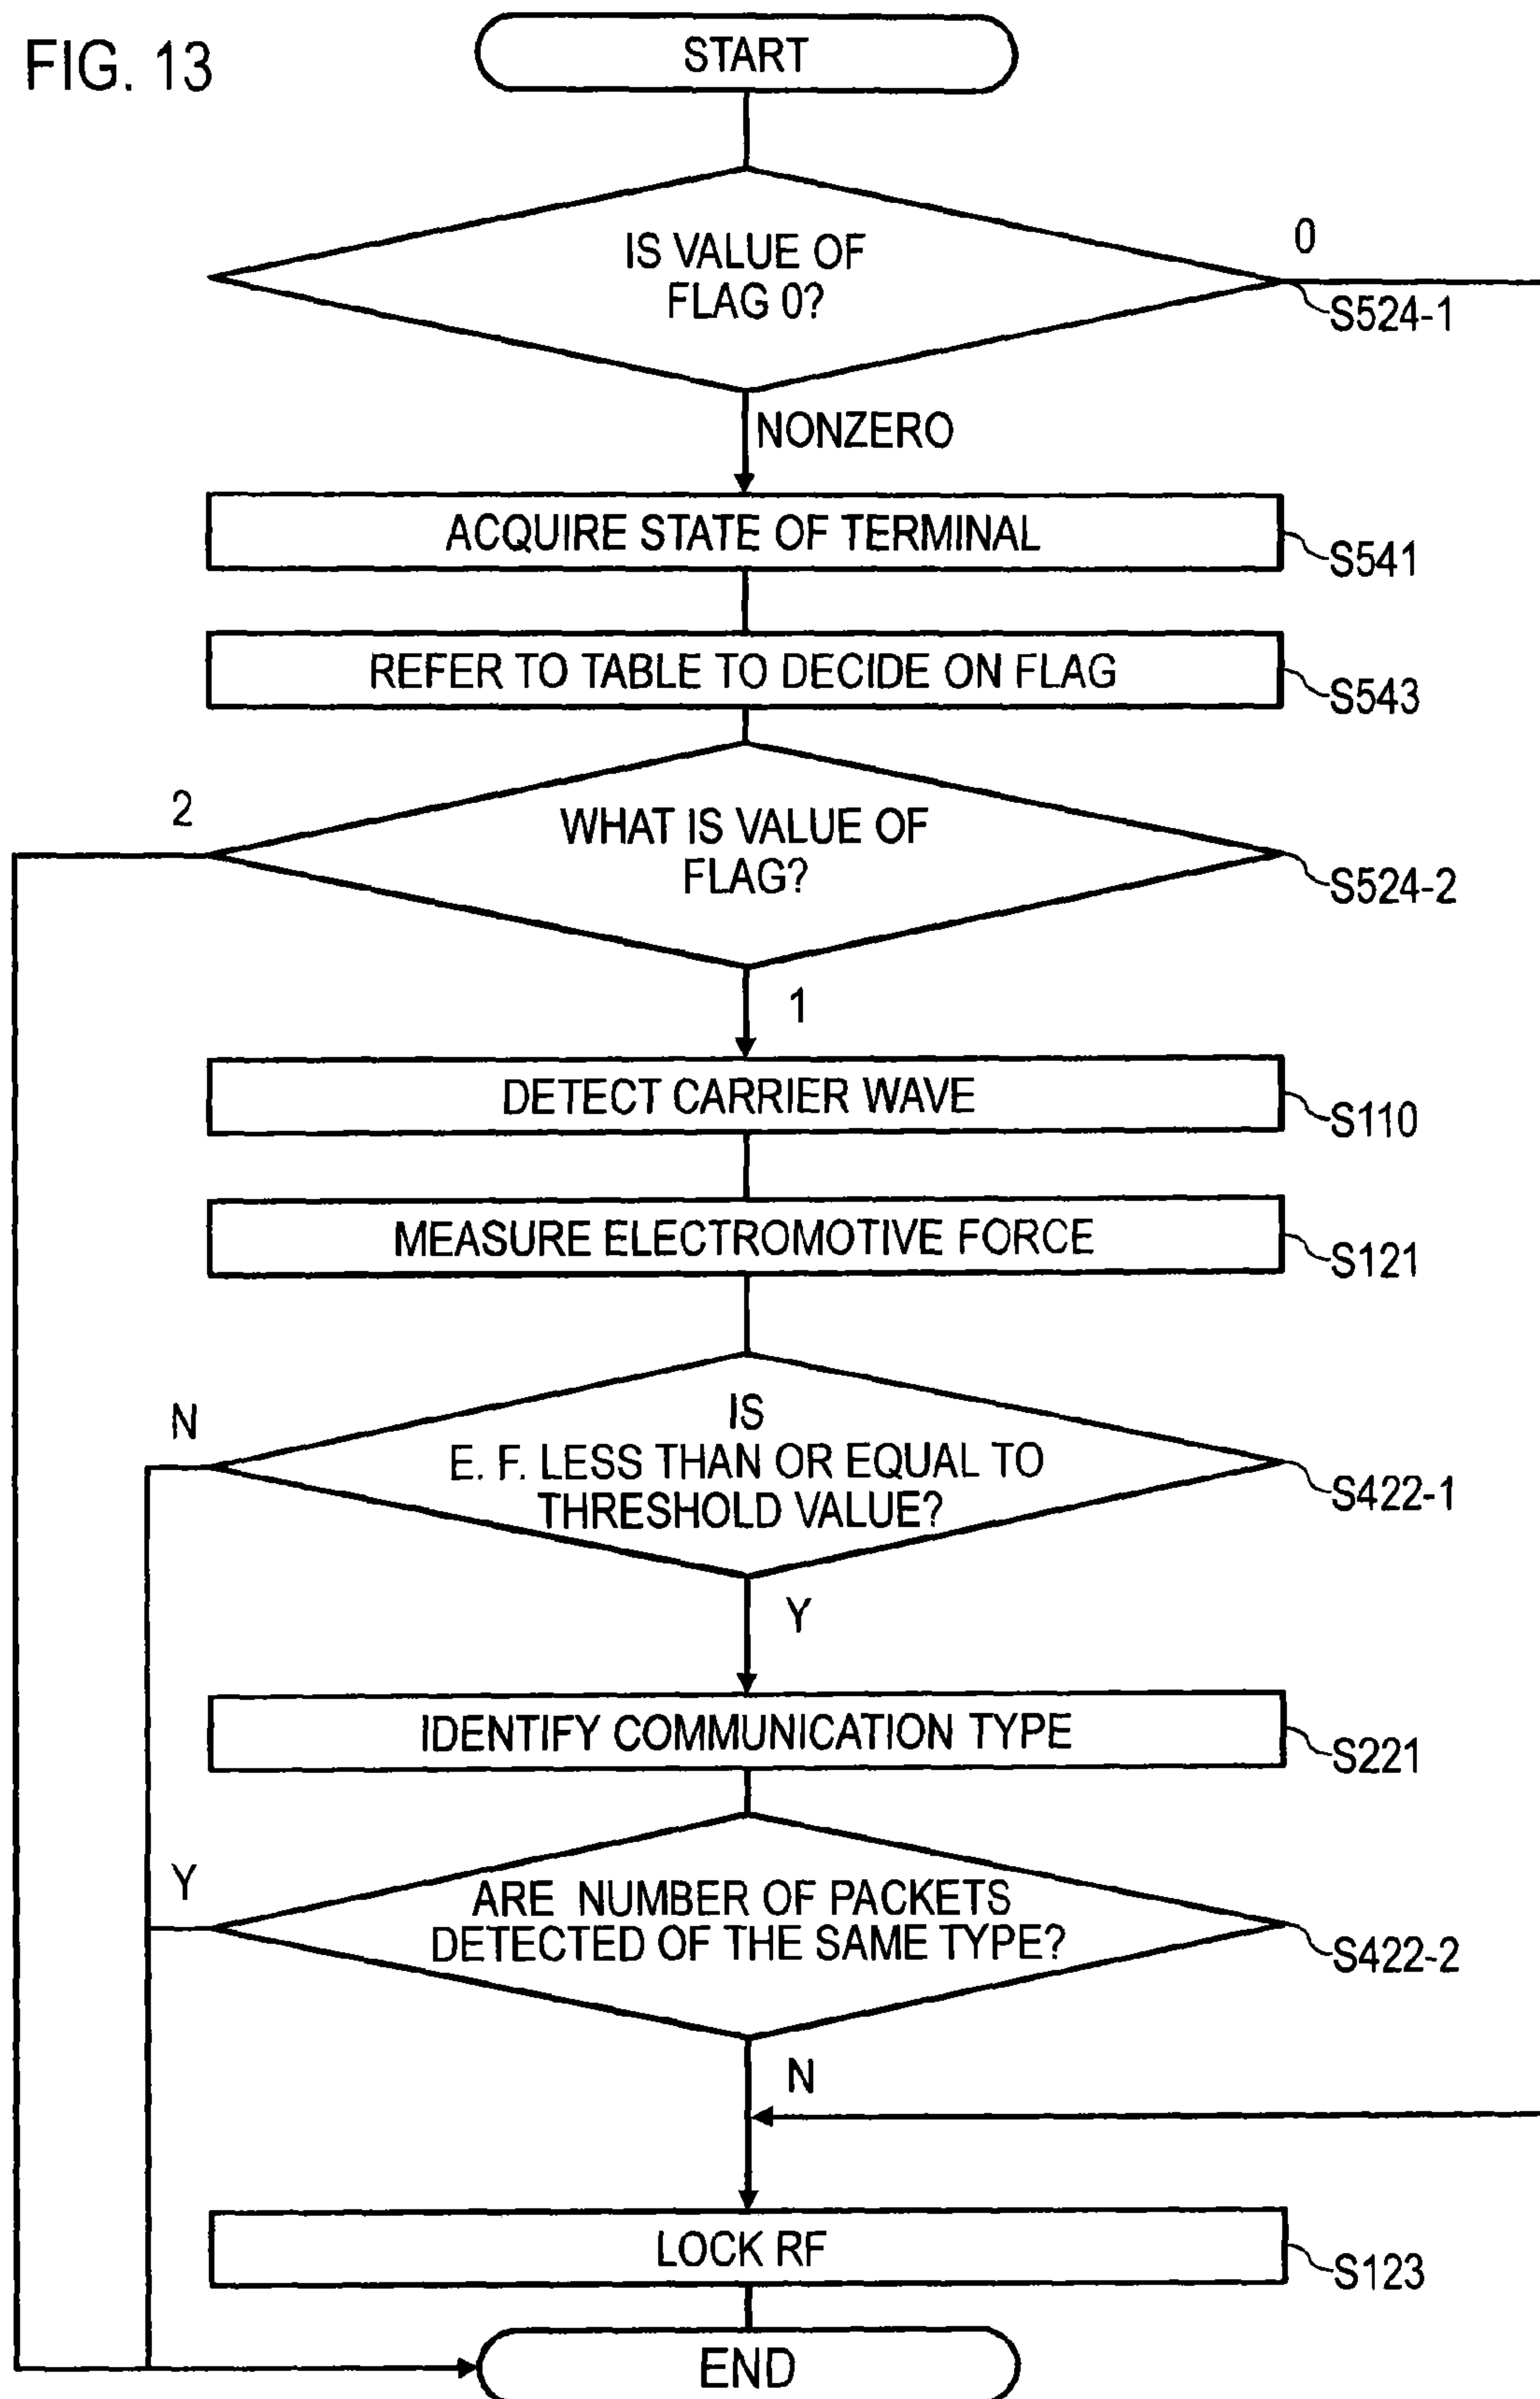 FIG. 13
START
IS VALUE OF
FLAG 0?
0
S524-1
NONZERO
ACQUIRE STATE OF TERMINAL
S541
REFER TO TABLE TO DECIDE ON FLAG
S543
2
WHAT IS VALUE OF
FLAG?
S524-2
1
DETECT CARRIER WAVE
S110
MEASURE ELECTROMOTIVE FORCE
S121
N
IS
E. F. LESS THAN OR EQUAL TO
THRESHOLD VALUE?
S422-1
Y
IDENTIFY COMMUNICATION TYPE
S221
Y
ARE NUMBER OF PACKETS
DETECTED OF THE SAME TYPE?
S422-2
N
LOCK RF
S123
END